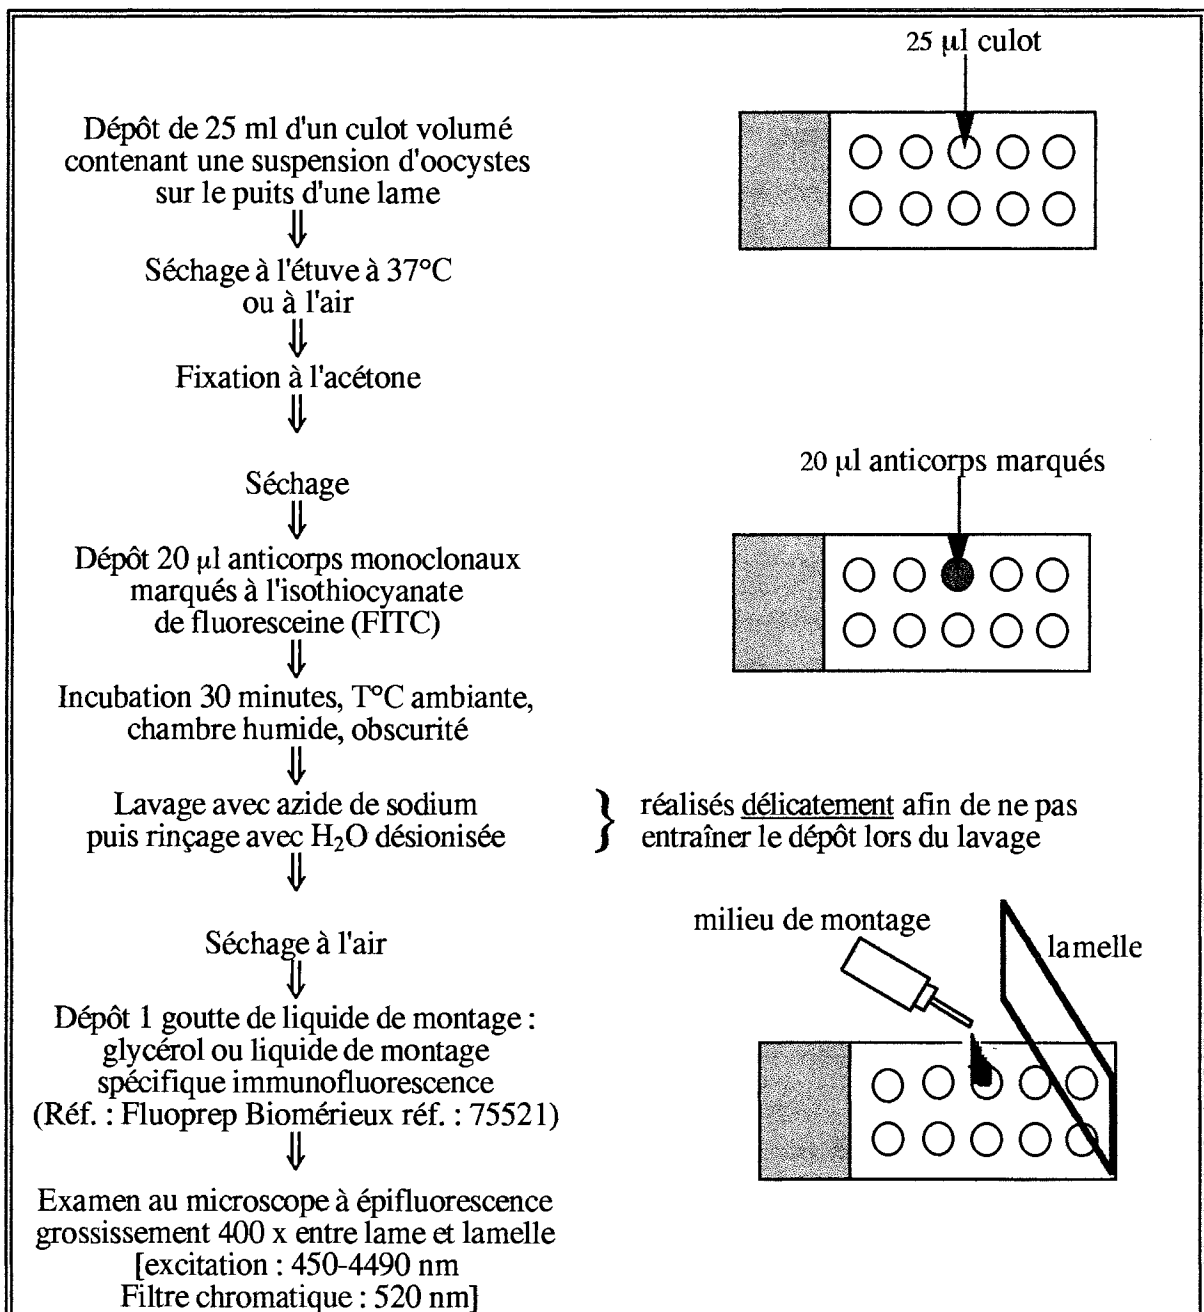 25 µl culot
Dépôt de 25 ml d'un culot volumé
contenant une suspension d'oocystes
sur le puits d'une lame
⇓
Séchage à l'étuve à 37°C
ou à l'air
⇓
Fixation à l'acétone
⇓
20 µl anticorps marqués
Séchage
⇓
Dépôt 20 µl anticorps monoclonaux
marqués à l'isothiocyanate
de fluoresceine (FITC)
⇓
Incubation 30 minutes, T°C ambiante,
chambre humide, obscurité
⇓
Lavage avec azide de sodium
puis rinçage avec H₂O désionisée
} réalisés délicatement afin de ne pas
entraîner le dépôt lors du lavage
⇓
milieu de montage
lamelle
Séchage à l'air
⇓
Dépôt 1 goutte de liquide de montage :
glycérol ou liquide de montage
spécifique immunofluorescence
(Réf. : Fluoprep Biomérieux réf. : 75521)
⇓
Examen au microscope à épifluorescence
grossissement 400 x entre lame et lamelle
[excitation : 450-4490 nm
Filtre chromatique : 520 nm]